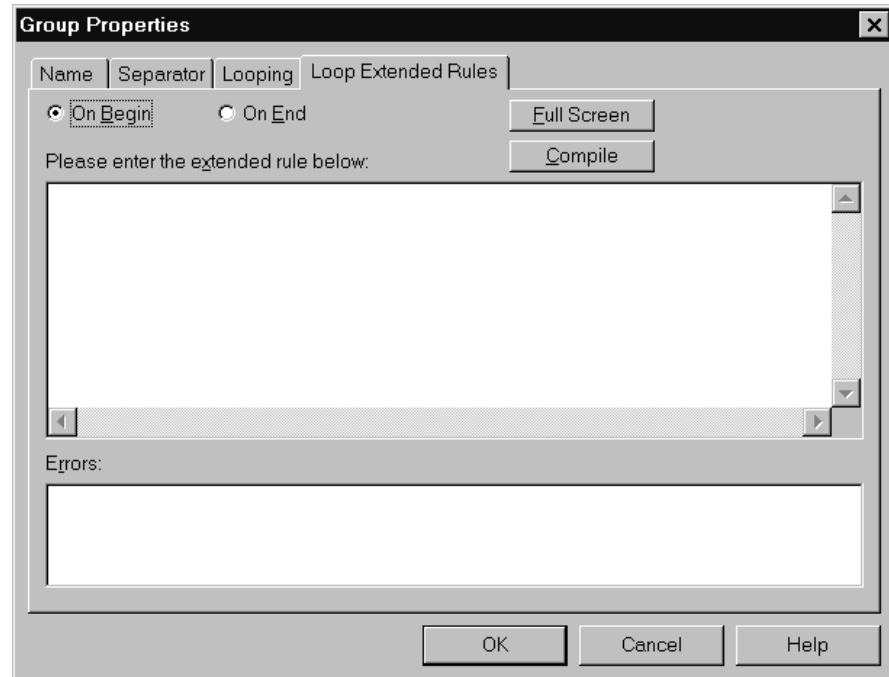 Group Properties
Name Separator Looping Loop Extended Rules
On Begin On End Full Screen
Please enter the extended rule below: Compile
Errors:
OK Cancel Help